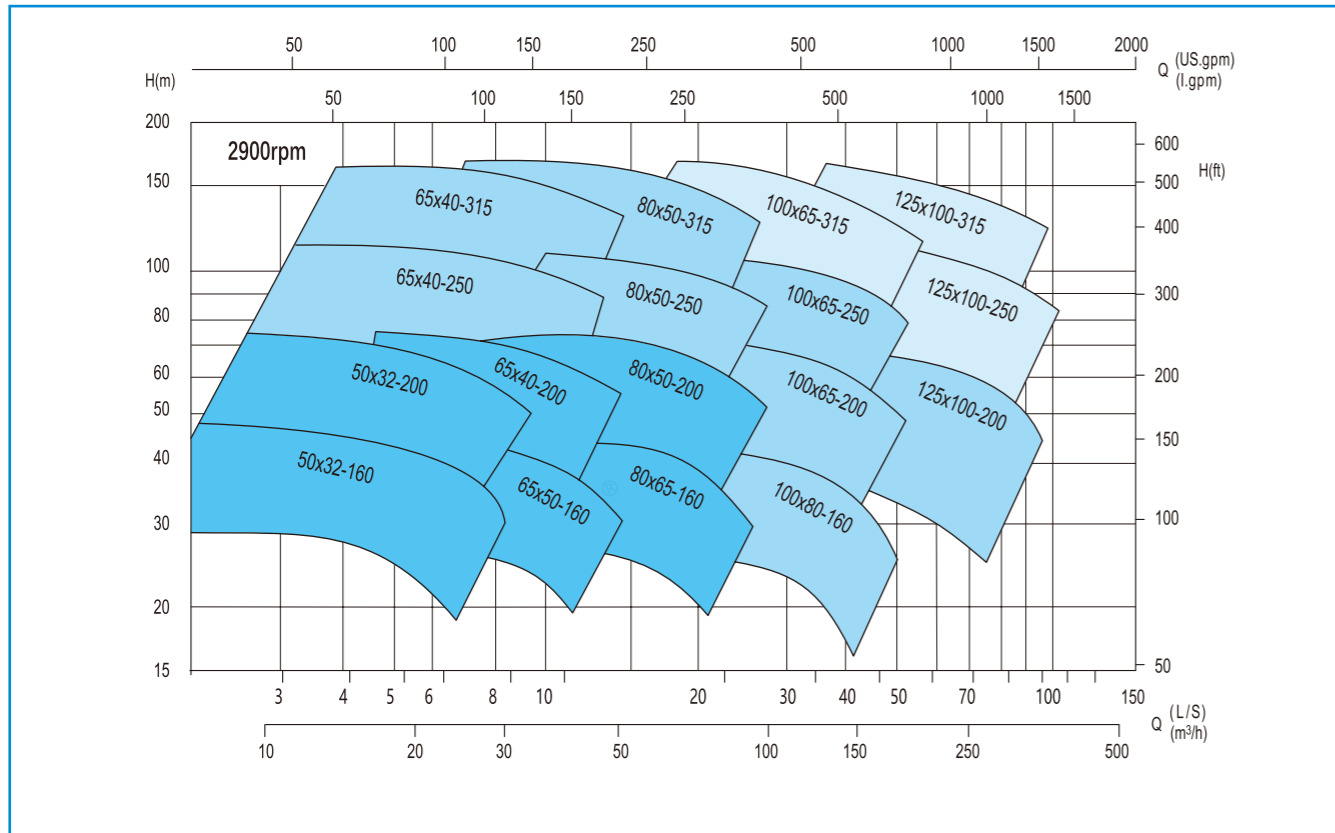 50 100 150 250 500 1000 1500 2000
Q (US.gpm)
(I.gpm)
50 100 150 250 500 1000 1500
H(m)
H(ft)
2900rpm
200
150
100
80
60
50
40
30
20
15
600
500
400
300
200
150
100
50
65x40-315
80x50-315
100x65-315
125x100-315
65x40-250
80x50-250
100x65-250
125x100-250
50x32-200
65x40-200
80x50-200
100x65-200
125x100-200
50x32-160
65x50-160
80x65-160
100x80-160
3 4 5 6 8 10 20 30 40 50 70 100 150
Q (L/S)
(m³/h)
10 20 30 50 100 150 250 500